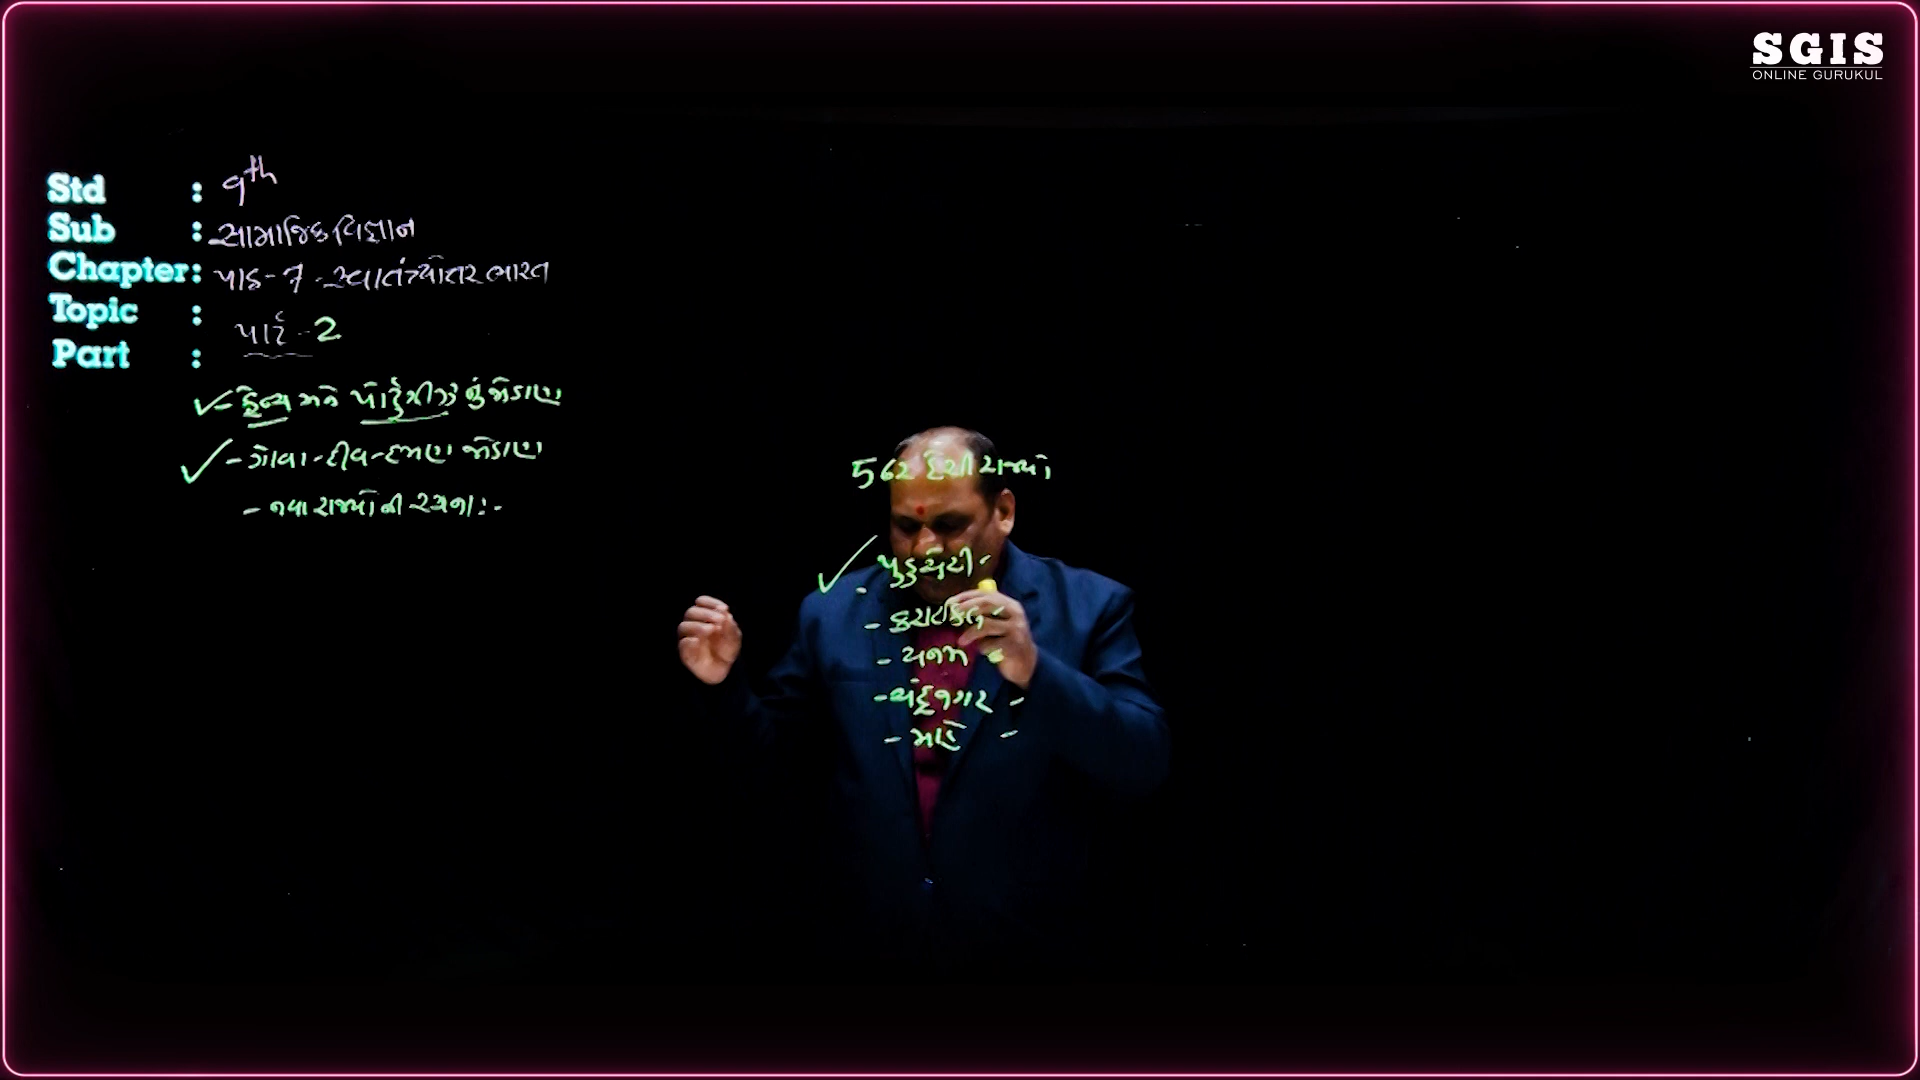 SGIS
ONLINE GURUKUL
Std : 9th
Sub : સામાજિક વિજ્ઞાન
Chapter : પાઠ-7 - સ્વાતંત્ર્યોતર ભારત
Topic :
પાર્ટ - 2
Part :
- ફ્રેન્ચ અને પોર્ટુગીઝો નું જોડાણ
- ગોવા-દીવ-દમણ જોડાણ
- નવા રાજ્યોની રચના :-
562 દેશી રાજ્યો
- પુડુચેરી -
- કરાઈકલ -
- યનમ -
- ચંદ્રનગર -
- માહે -